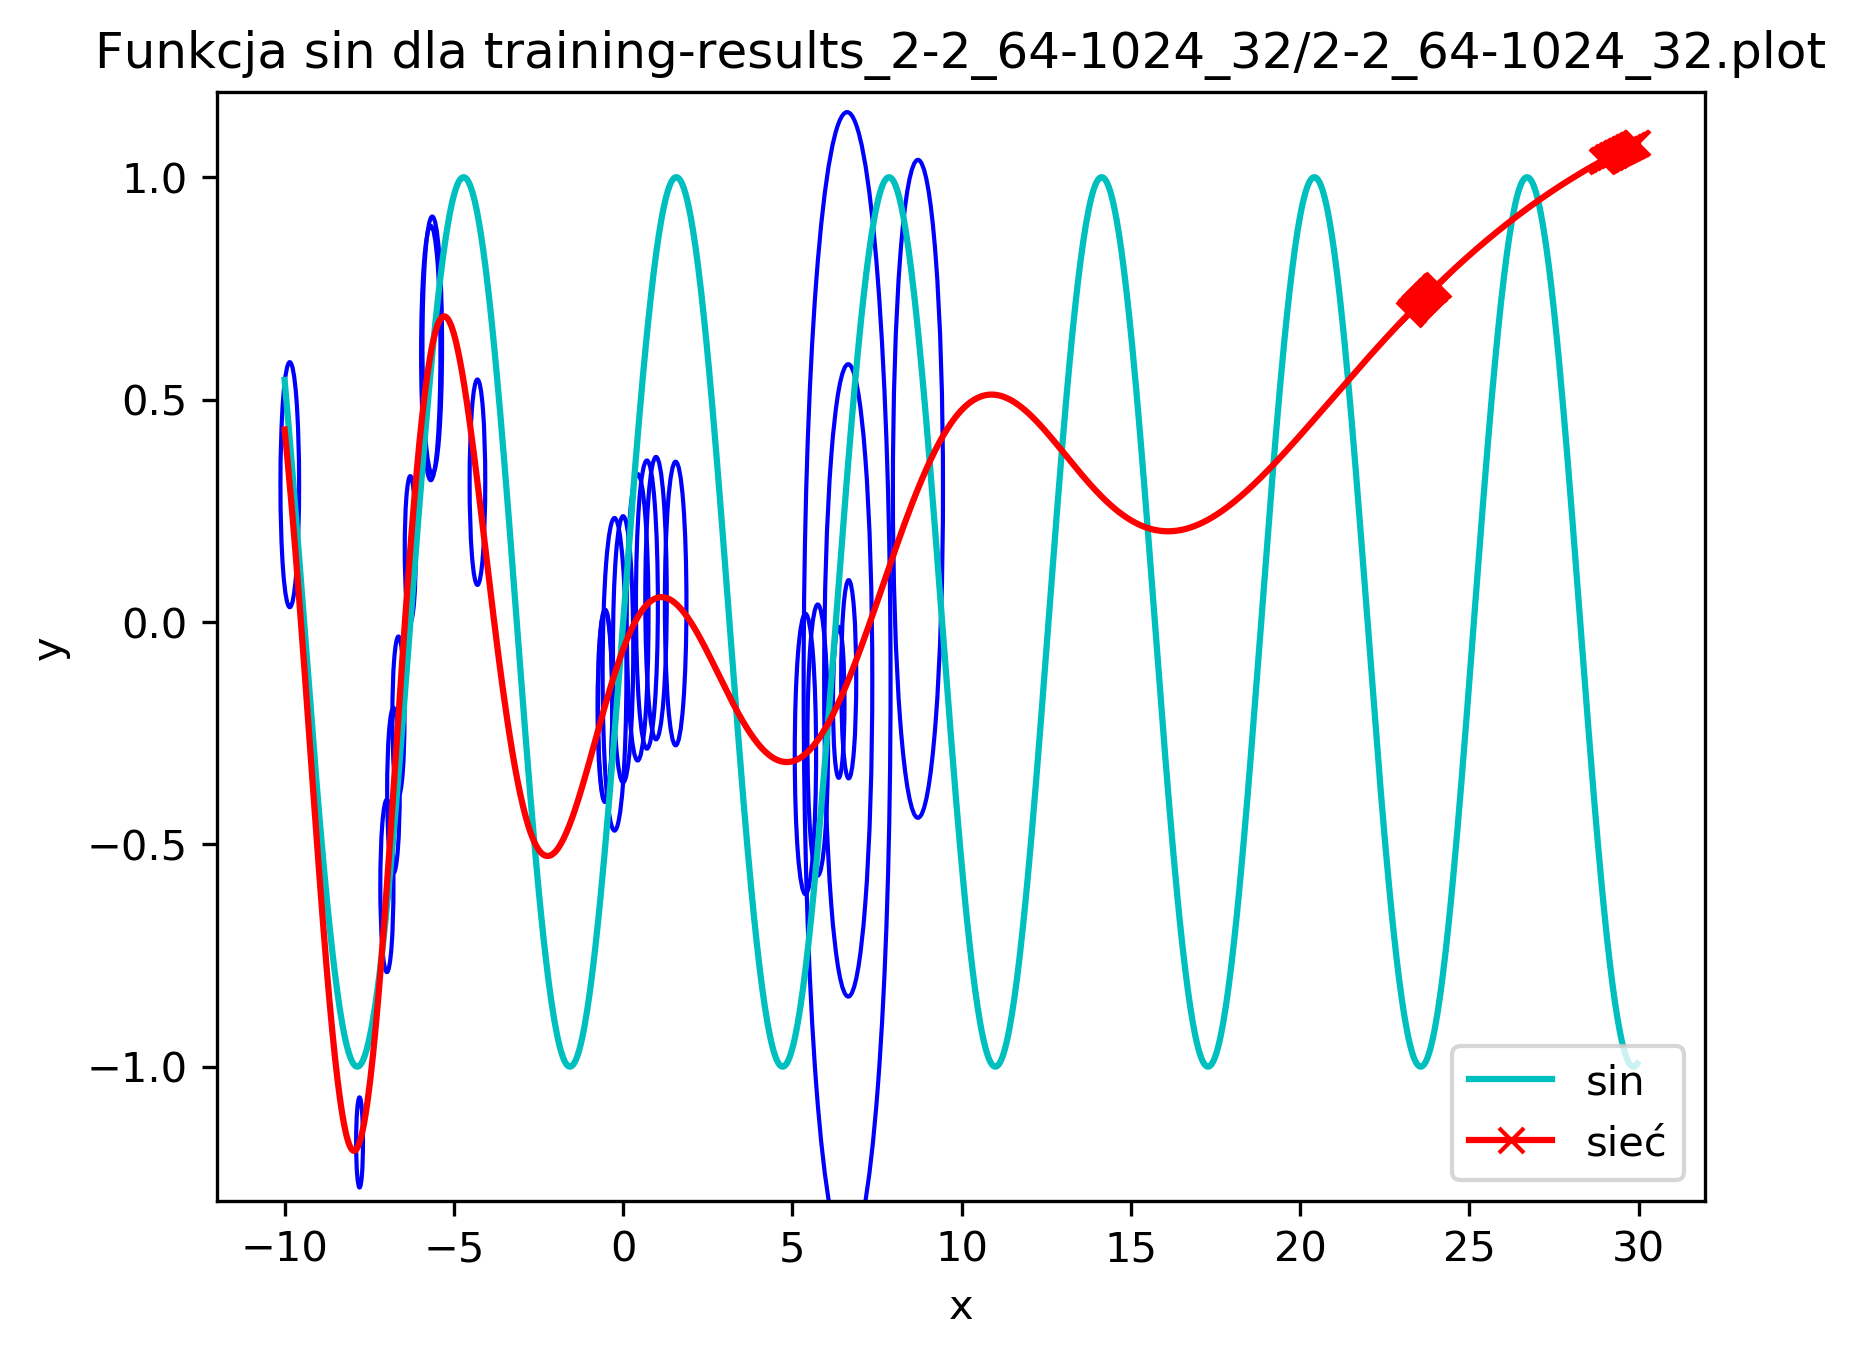 Funkcja sin dla training-results_2-2_64-1024_32/2-2_64-1024_32.plot
1.0
0.5
0.0
−0.5
−1.0
y
−10 −5 0 5 10 15 20 25 30
x
sin
sieć